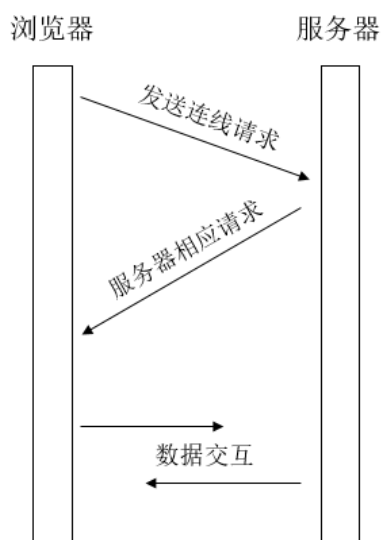 浏览器
服务器
发送连线请求
服务器相应请求
数据交互